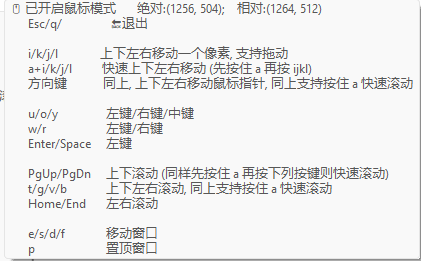 已开启鼠标模式 绝对:(1256, 504); 相对:(1264, 512)
Esc/q/ 退出
i/k/j/l 上下左右移动一个像素, 支持拖动
a+i/k/j/l 快速上下左右移动 (先按住 a 再按 ijkl)
方向键 同上, 上下左右移动鼠标指针, 同上支持按住 a 快速滚动
u/o/y 左键/右键/中键
w/r 左键/右键
Enter/Space 左键
PgUp/PgDn 上下滚动 (同样先按住 a 再按下列按键则快速滚动)
t/g/v/b 上下左右滚动, 同上支持按住 a 快速滚动
Home/End 左右滚动
e/s/d/f 移动窗口
p 置顶窗口